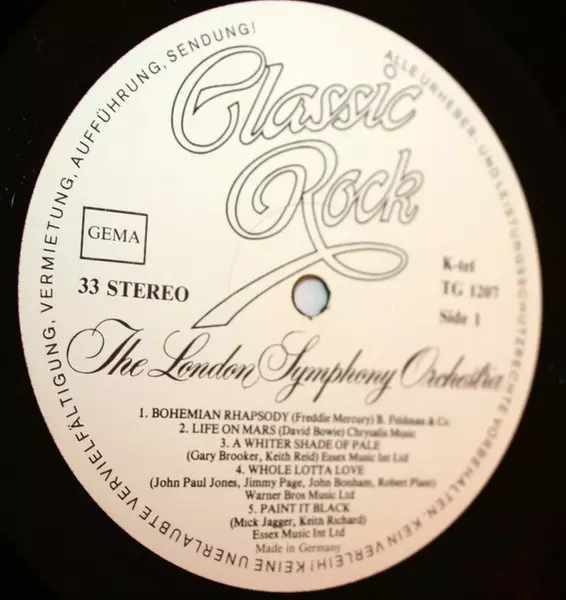 ALLE URHEBER- UND LEISTUNGSSCHUTZRECHTE VORBEHALTEN. KEIN VERLEIH! KEINE UNERLAUBTE VERVIELFÄLTIGUNG, VERMIETUNG, AUFFÜHRUNG, SENDUNG!
Classic
Rock
GEMA
33 STEREO
K-tel
TG 1207
Side 1
The London Symphony Orchestra
1. BOHEMIAN RHAPSODY (Freddie Mercury) B. Feldman & Co
2. LIFE ON MARS (David Bowie) Chrysalis Music
3. A WHITER SHADE OF PALE
(Gary Brooker, Keith Reid) Essex Music Int Ltd
4. WHOLE LOTTA LOVE
(John Paul Jones, Jimmy Page, John Bonham, Robert Plant)
Warner Bros Music Ltd
5. PAINT IT BLACK
(Mick Jagger, Keith Richard)
Essex Music Int Ltd
Made in Germany